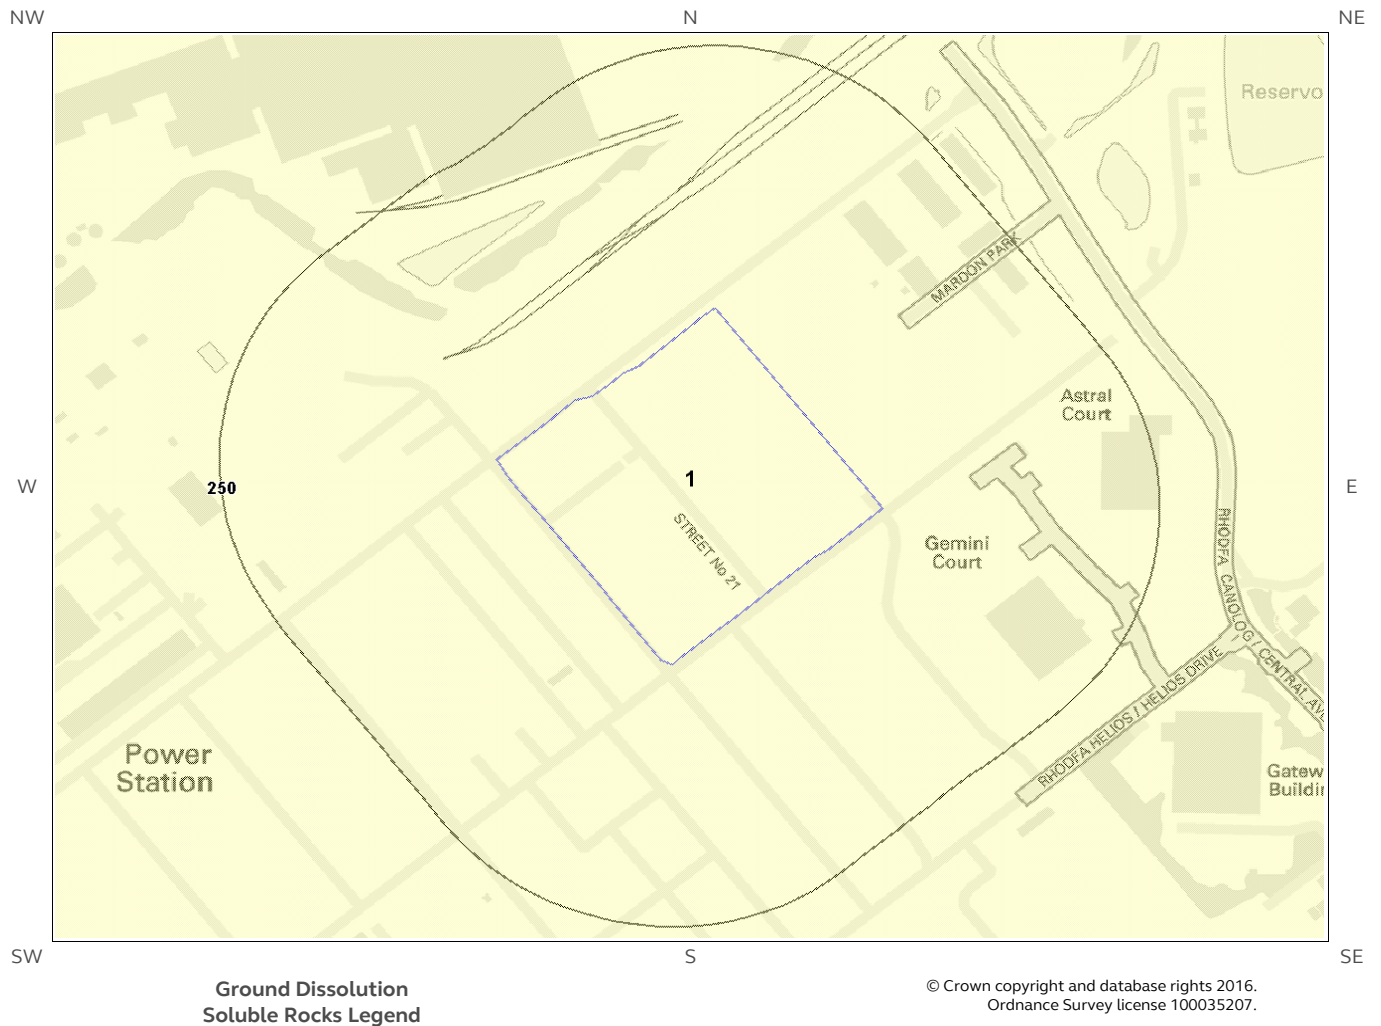 NW
N
NE
Reservo
MARDON PARK
Astral
Court
1
W
250
E
STREET No 21
Gemini
Court
RHODFA CANOLOG / CENTRAL AV
RHODFA HELIOS / HELIOS DRIVE
Power
Station
Gatew
Buildin
SW
S
SE
Ground Dissolution
Soluble Rocks Legend
© Crown copyright and database rights 2016.
Ordnance Survey license 100035207.